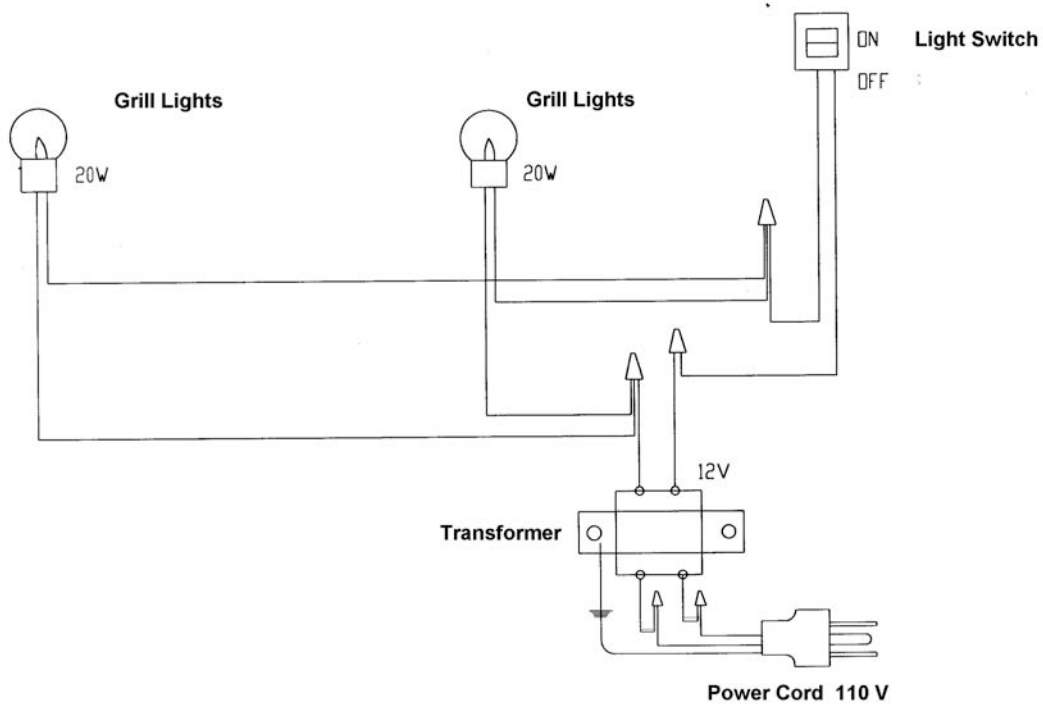 ON
Light Switch
OFF
Grill Lights
Grill Lights
20W
20W
12V
Transformer
Power Cord 110 V